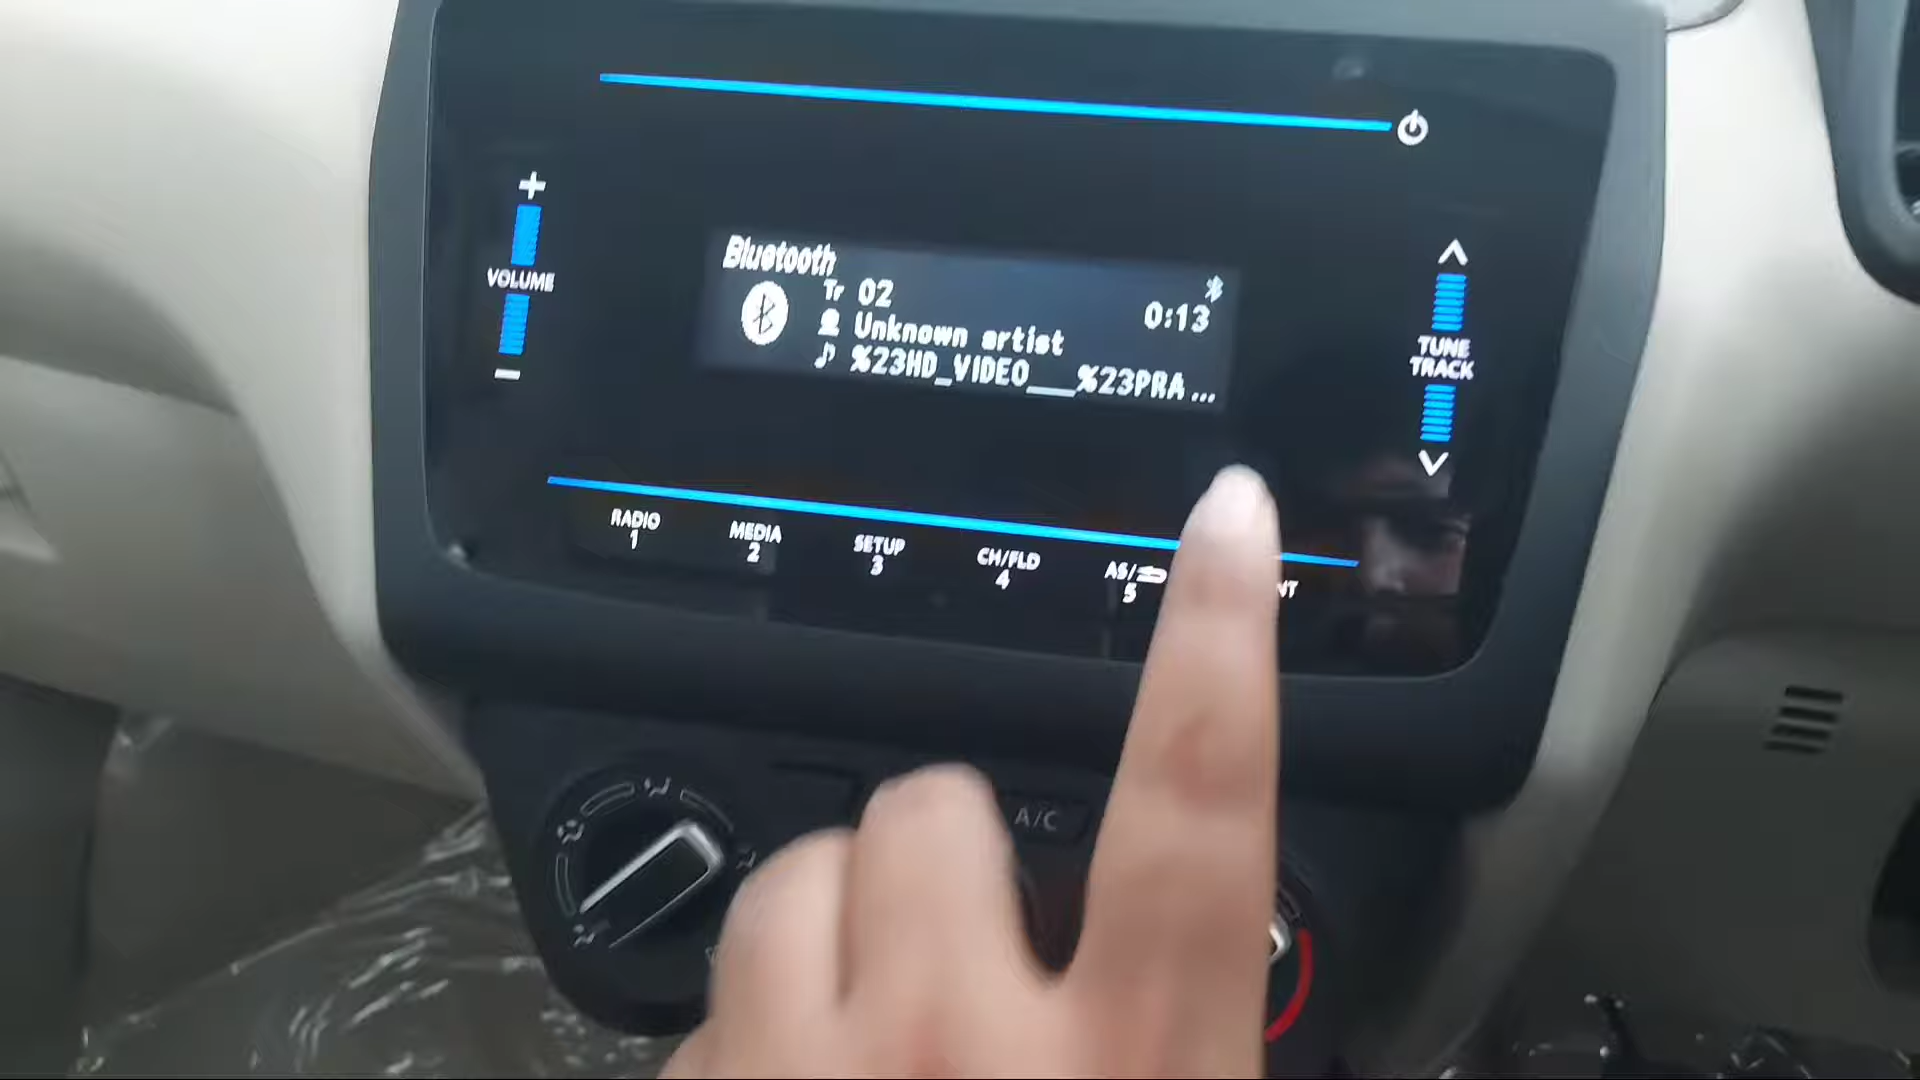 +
VOLUME
−
Bluetooth
Tr 02
0:13
Unknown artist
%23HD_VIDEO___%23PRA ...
TUNE
TRACK
RADIO
1
MEDIA
2
SETUP
3
CH/FLD
4
AS/
5
A/C